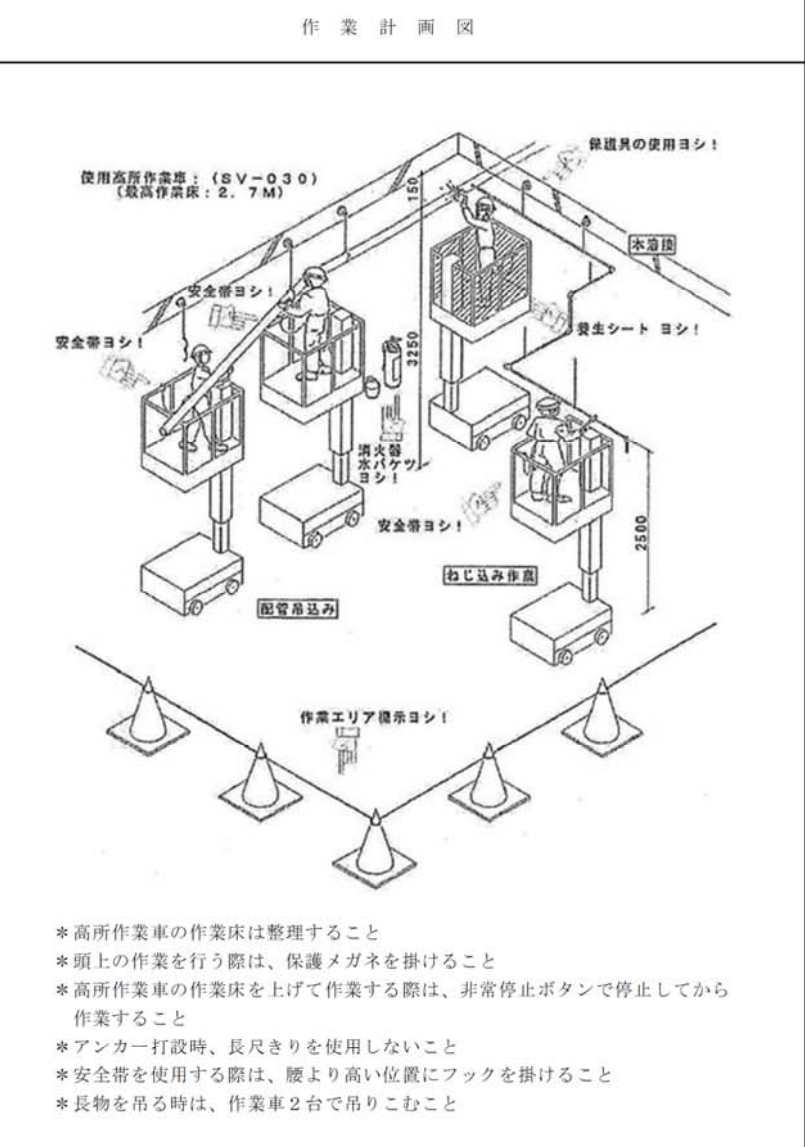 作業計画図
使用高所作業車：（SV－030）
（最高作業床：2．7M）
保護具の使用ヨシ！
150
本溶接
安全帯ヨシ！
安全帯ヨシ！
養生シート ヨシ！
3250
消火器
水バケツ
ヨシ！
安全帯ヨシ！
2500
ねじ込み作業
配管吊込み
作業エリア標示ヨシ！
＊高所作業車の作業床は整理すること
＊頭上の作業を行う際は、保護メガネを掛けること
＊高所作業車の作業床を上げて作業する際は、非常停止ボタンで停止してから
作業すること
＊アンカー打設時、長尺きりを使用しないこと
＊安全帯を使用する際は、腰より高い位置にフックを掛けること
＊長物を吊る時は、作業車２台で吊りこむこと